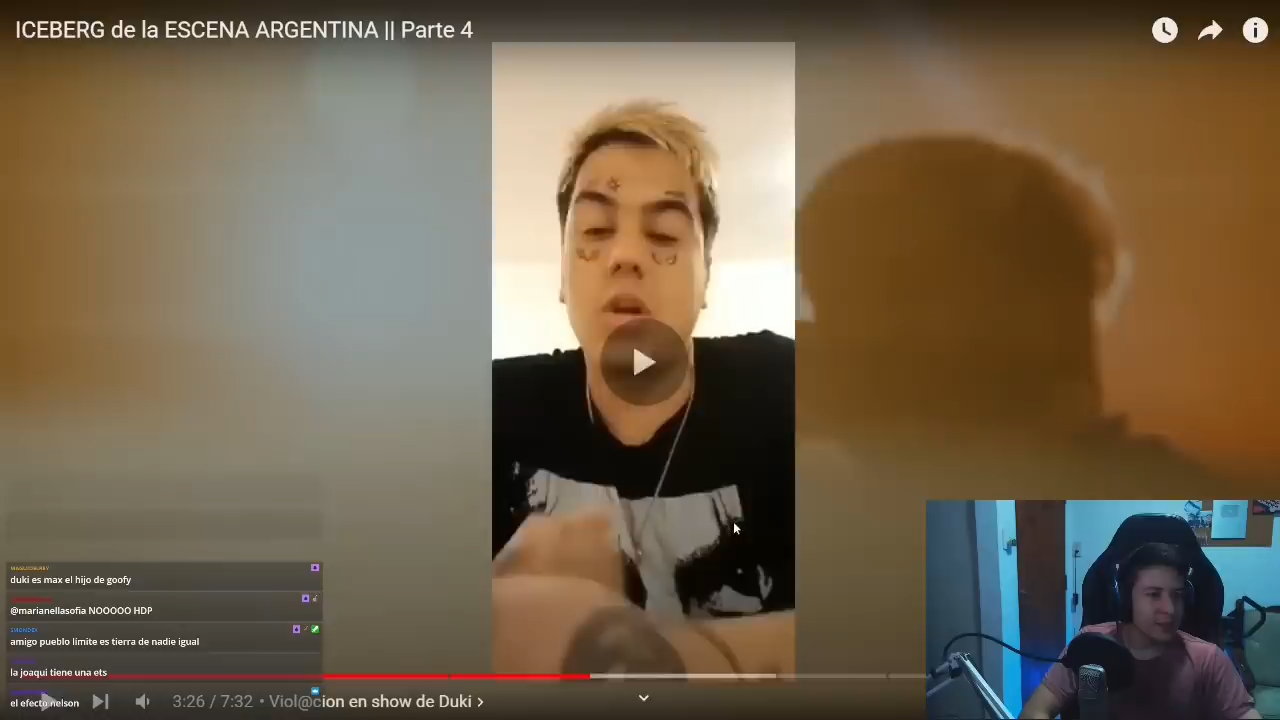 ICEBERG de la ESCENA ARGENTINA || Parte 4
duki es max el hijo de goofy
@marianellasofia NOOOOO HDP
amigo pueblo limite es tierra de nadie igual
la joaqui tiene una ets
el efecto nelson
3:26 / 7:32 • Viol@cion en show de Duki